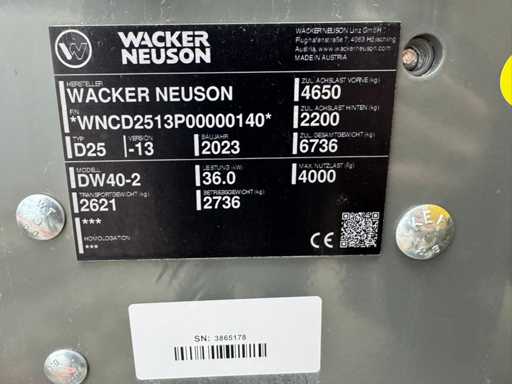 WACKER
NEUSON
WACKER NEUSON Linz GmbH
Flughafenstraße 7, 4063 Hörsching
Austria, www.wackerneuson.com
MADE IN AUSTRIA
HERSTELLER
WACKER NEUSON
ZUL. ACHSLAST VORNE (kg)
4650
P/N
*WNCD2513P00000140*
ZUL. ACHSLAST HINTEN (kg)
2200
TYP VERSION BAUJAHR
D25 -13 2023
ZUL. GESAMTGEWICHT (kg)
6736
MODELL LEISTUNG (kW)
DW40-2 36.0
MAX. NUTZLAST (kg)
4000
TRANSPORTGEWICHT (kg) BETRIEBSGEWICHT (kg)
2621 2736
***
HOMOLOGATION
***
CE
SN: 3865178